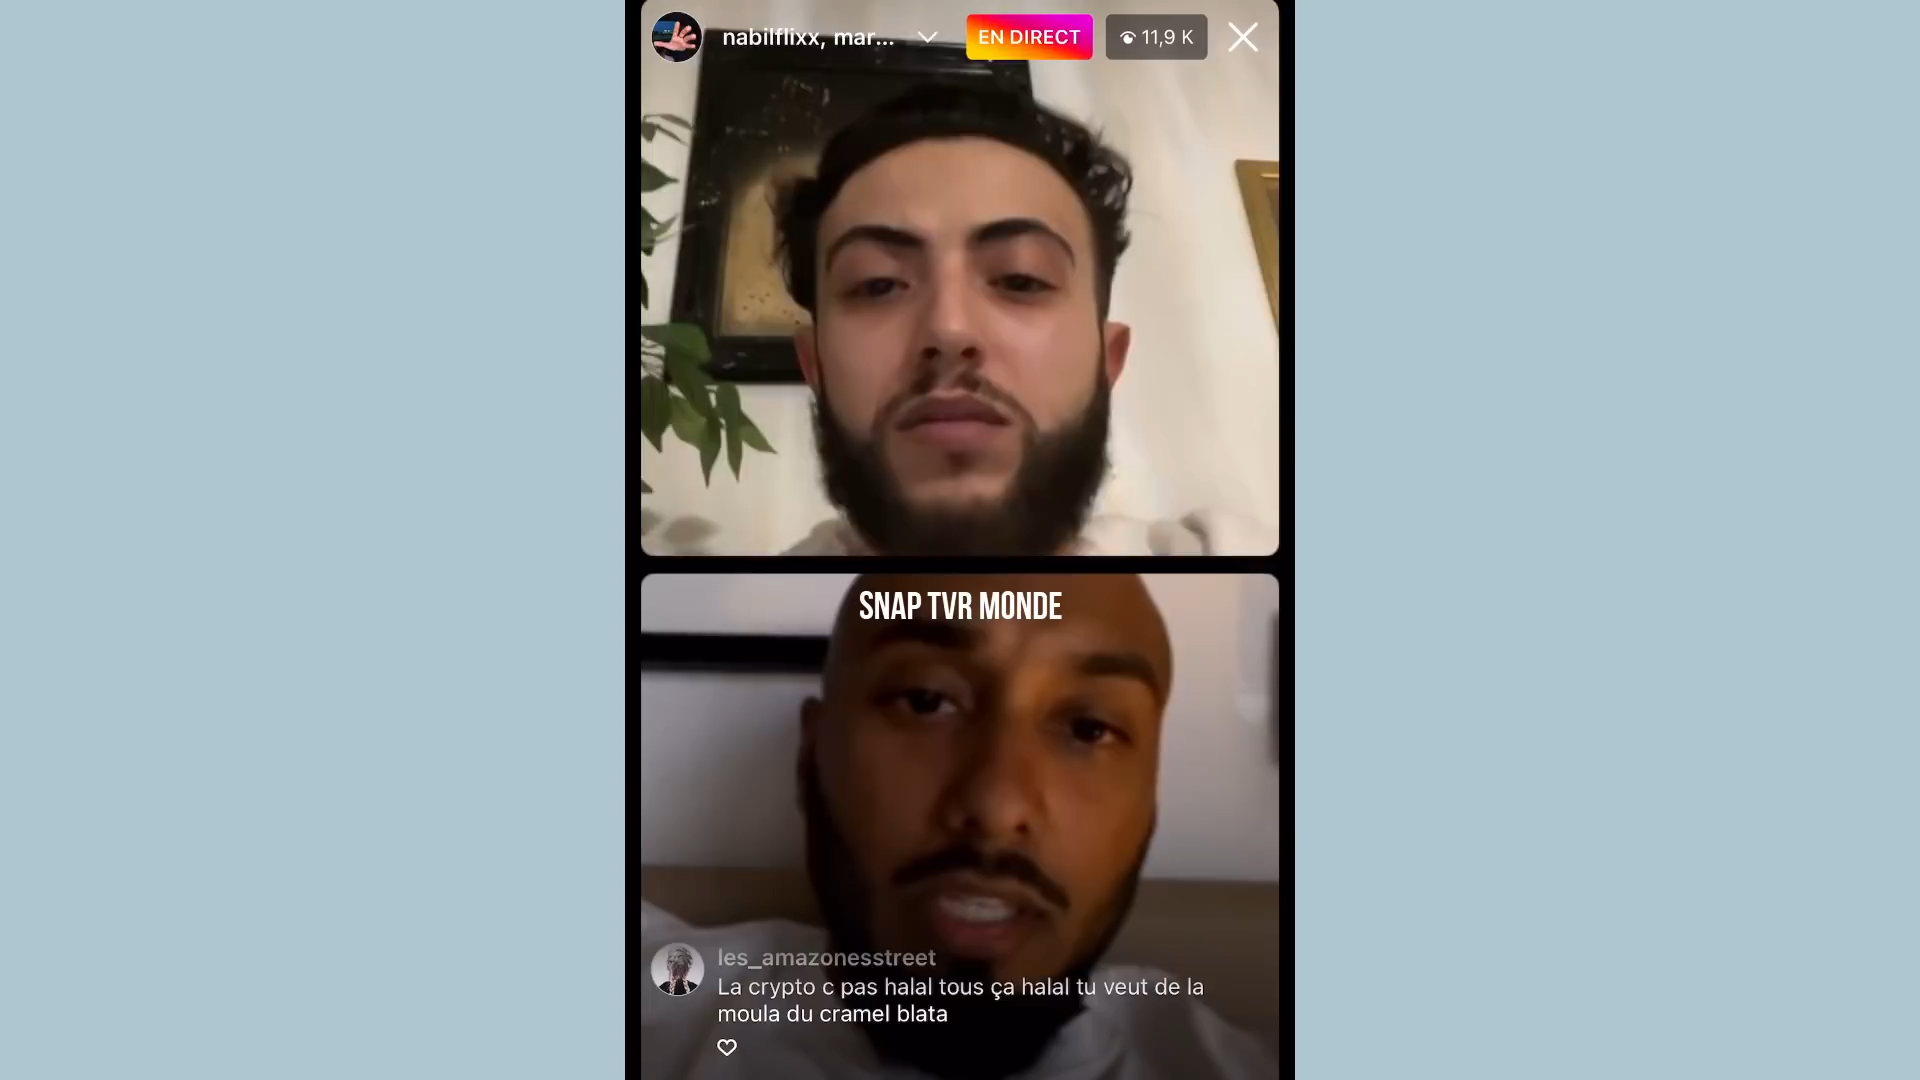 nabilflixx, mar...
EN DIRECT
11,9 K
SNAP TVR MONDE
les_amazonesstreet
La crypto c pas halal tous ça halal tu veut de la
moula du cramel blata